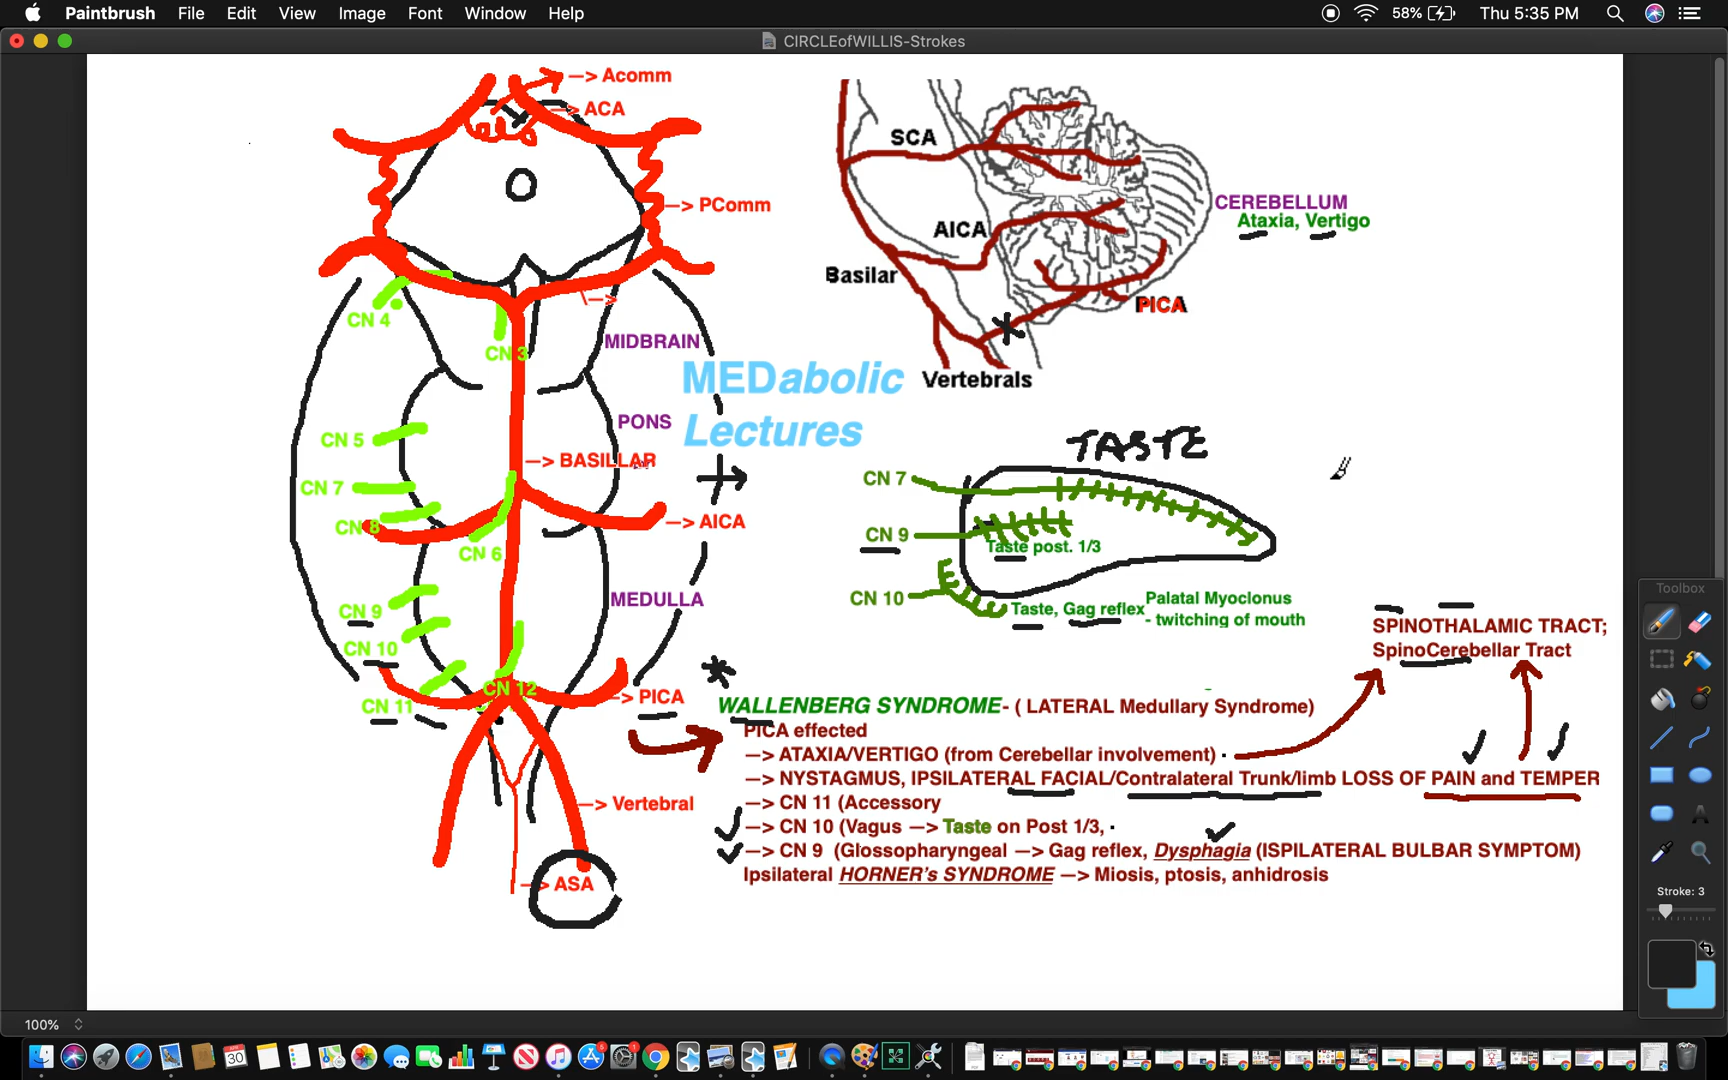 Paintbrush File Edit View Image Font Window Help
58% Thu 5:35 PM
CIRCLEofWILLIS-Strokes
—> Acomm
—> ACA
—> PComm
CN 4
\—>
CN 3
MIDBRAIN
PONS
CN 5
—> BASILLAR
CN 7
CN 8
—> AICA
CN 6
CN 9
MEDULLA
CN 10
CN 12
CN 11
—> PICA
—> Vertebral
—> ASA
MEDabolic
Lectures
SCA
AICA
Basilar
PICA
Vertebrals
CEREBELLUM
Ataxia, Vertigo
TASTE
CN 7
CN 9
Taste post. 1/3
CN 10
Taste, Gag reflex
Palatal Myoclonus
- twitching of mouth
SPINOTHALAMIC TRACT;
SpinoCerebellar Tract
WALLENBERG SYNDROME- ( LATERAL Medullary Syndrome)
PICA effected
—> ATAXIA/VERTIGO (from Cerebellar involvement)
—> NYSTAGMUS, IPSILATERAL FACIAL/Contralateral Trunk/limb LOSS OF PAIN and TEMPER
—> CN 11 (Accessory
—> CN 10 (Vagus —> Taste on Post 1/3,
—> CN 9 (Glossopharyngeal —> Gag reflex, Dysphagia (ISPILATERAL BULBAR SYMPTOM)
Ipsilateral HORNER's SYNDROME —> Miosis, ptosis, anhidrosis
Toolbox
A
Stroke: 3
100%
30